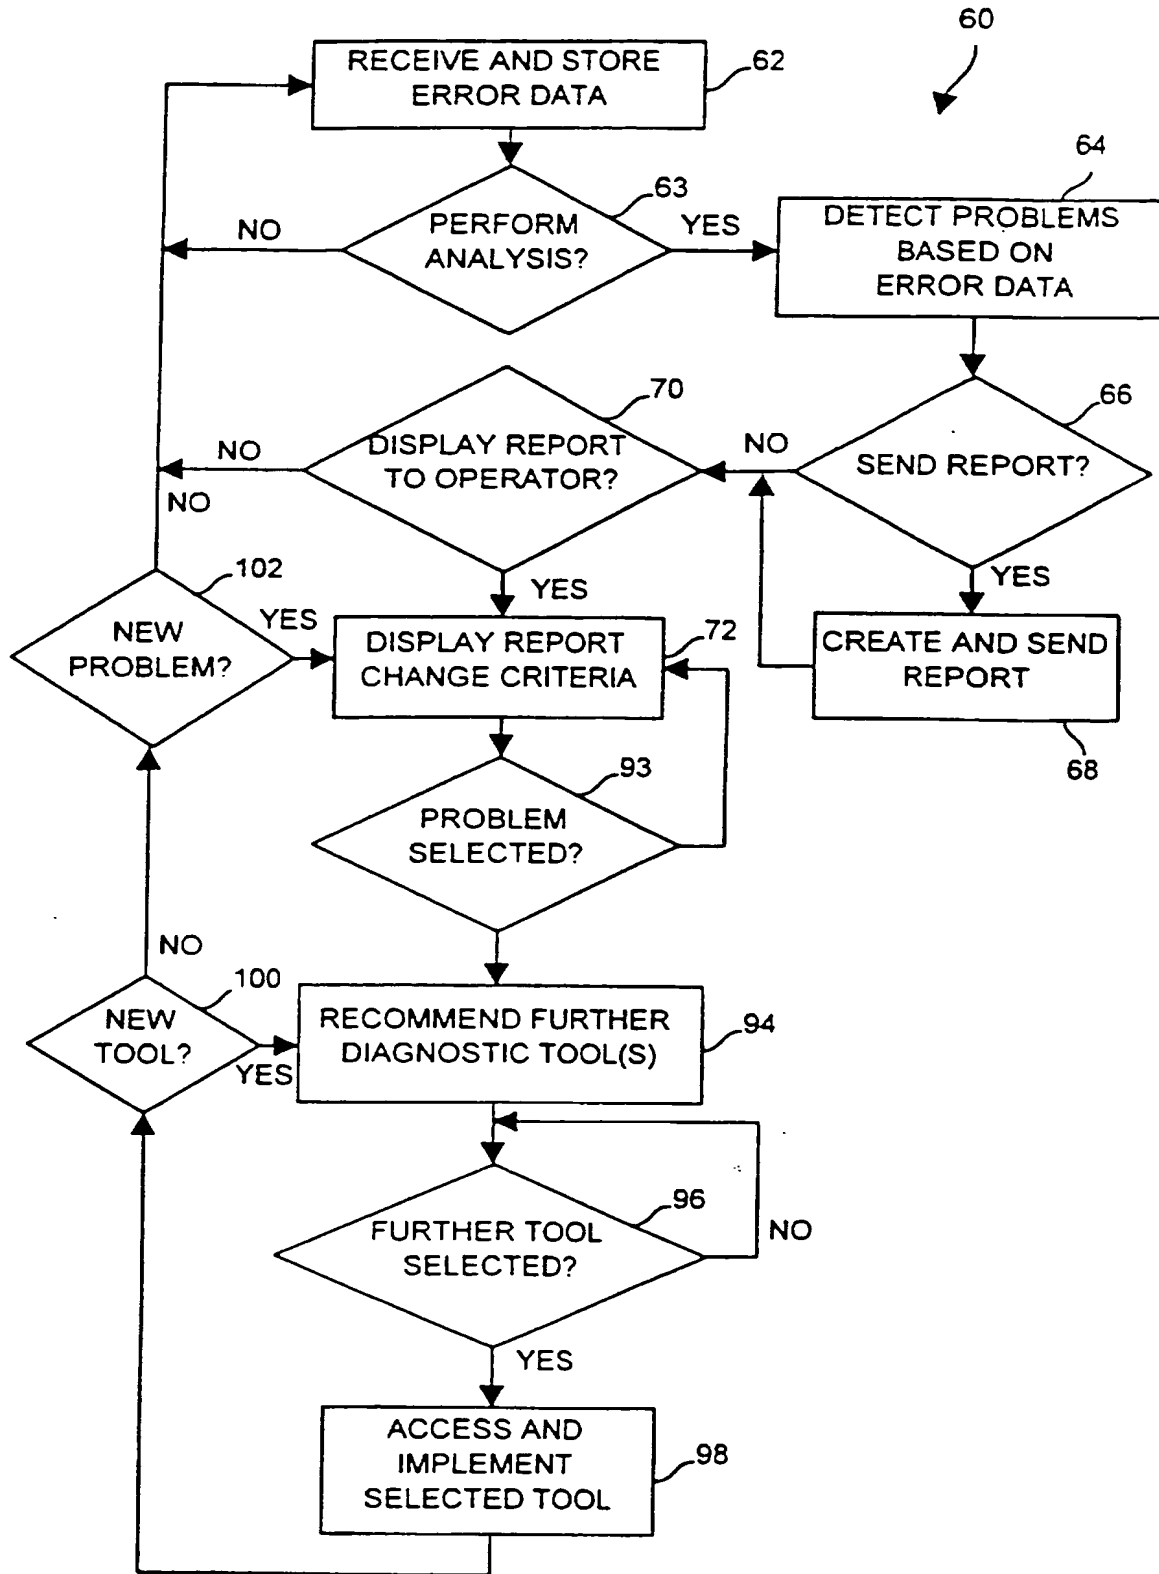 60
RECEIVE AND STORE
ERROR DATA
62
63
PERFORM
ANALYSIS?
NO
YES
64
DETECT PROBLEMS
BASED ON
ERROR DATA
70
DISPLAY REPORT
TO OPERATOR?
NO
NO
66
SEND REPORT?
NO
YES
YES
CREATE AND SEND
REPORT
68
102
NEW
PROBLEM?
YES
DISPLAY REPORT
CHANGE CRITERIA
72
93
PROBLEM
SELECTED?
NO
100
NEW
TOOL?
YES
RECOMMEND FURTHER
DIAGNOSTIC TOOL(S)
94
96
FURTHER TOOL
SELECTED?
NO
YES
ACCESS AND
IMPLEMENT
SELECTED TOOL
98